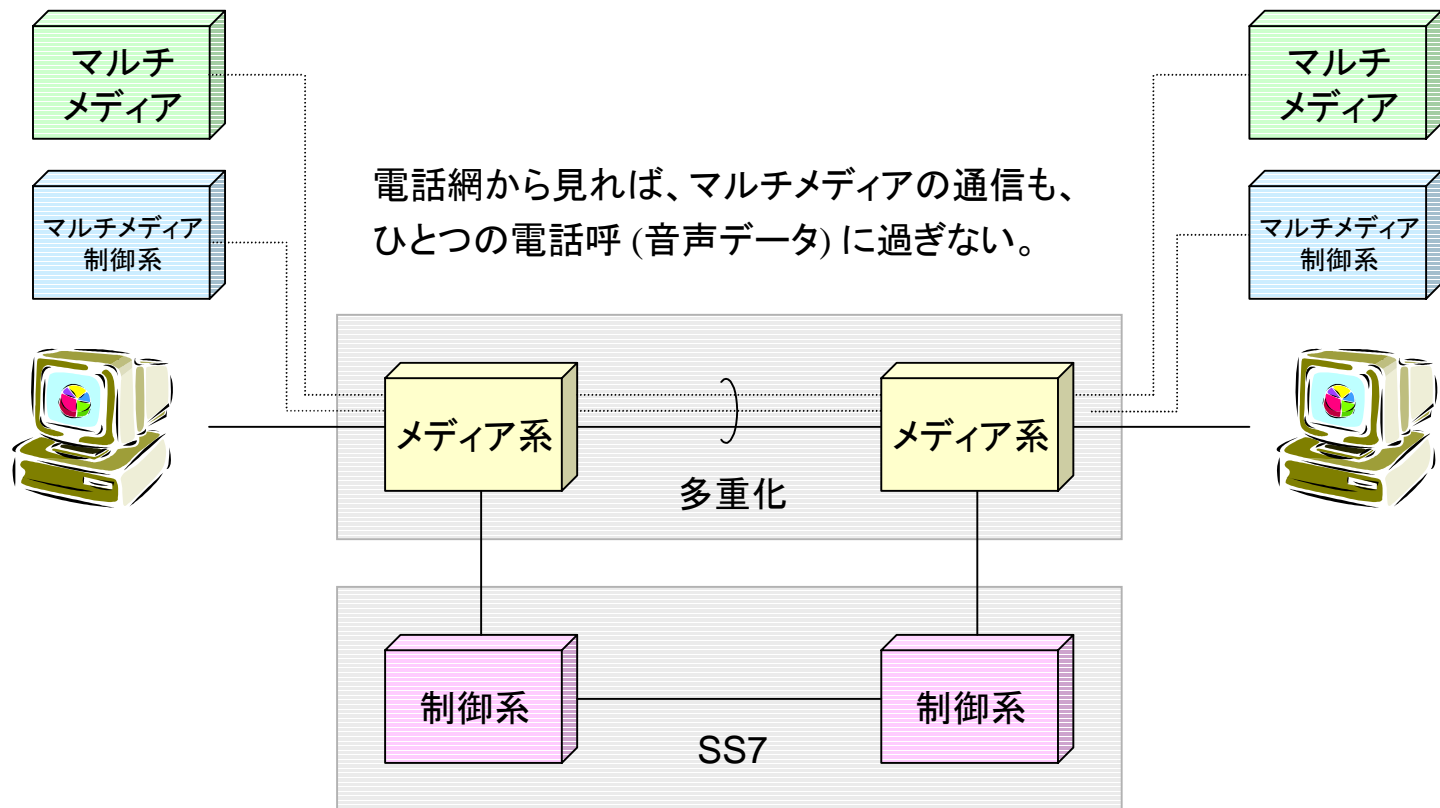 マルチ
メディア
マルチ
メディア
電話網から見れば、マルチメディアの通信も、
ひとつの電話呼 (音声データ) に過ぎない。
マルチメディア
制御系
マルチメディア
制御系
メディア系
メディア系
多重化
制御系
制御系
SS7